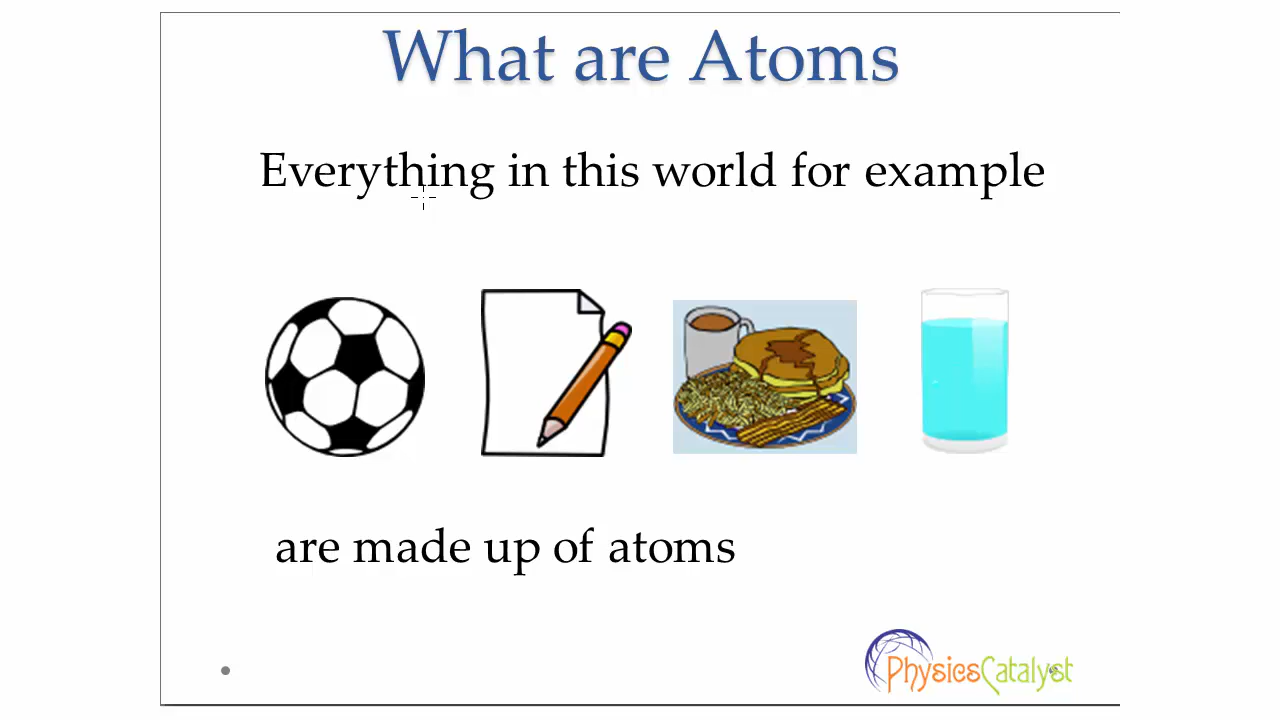 What are Atoms
Everything in this world for example
are made up of atoms
PhysicsCatalyst